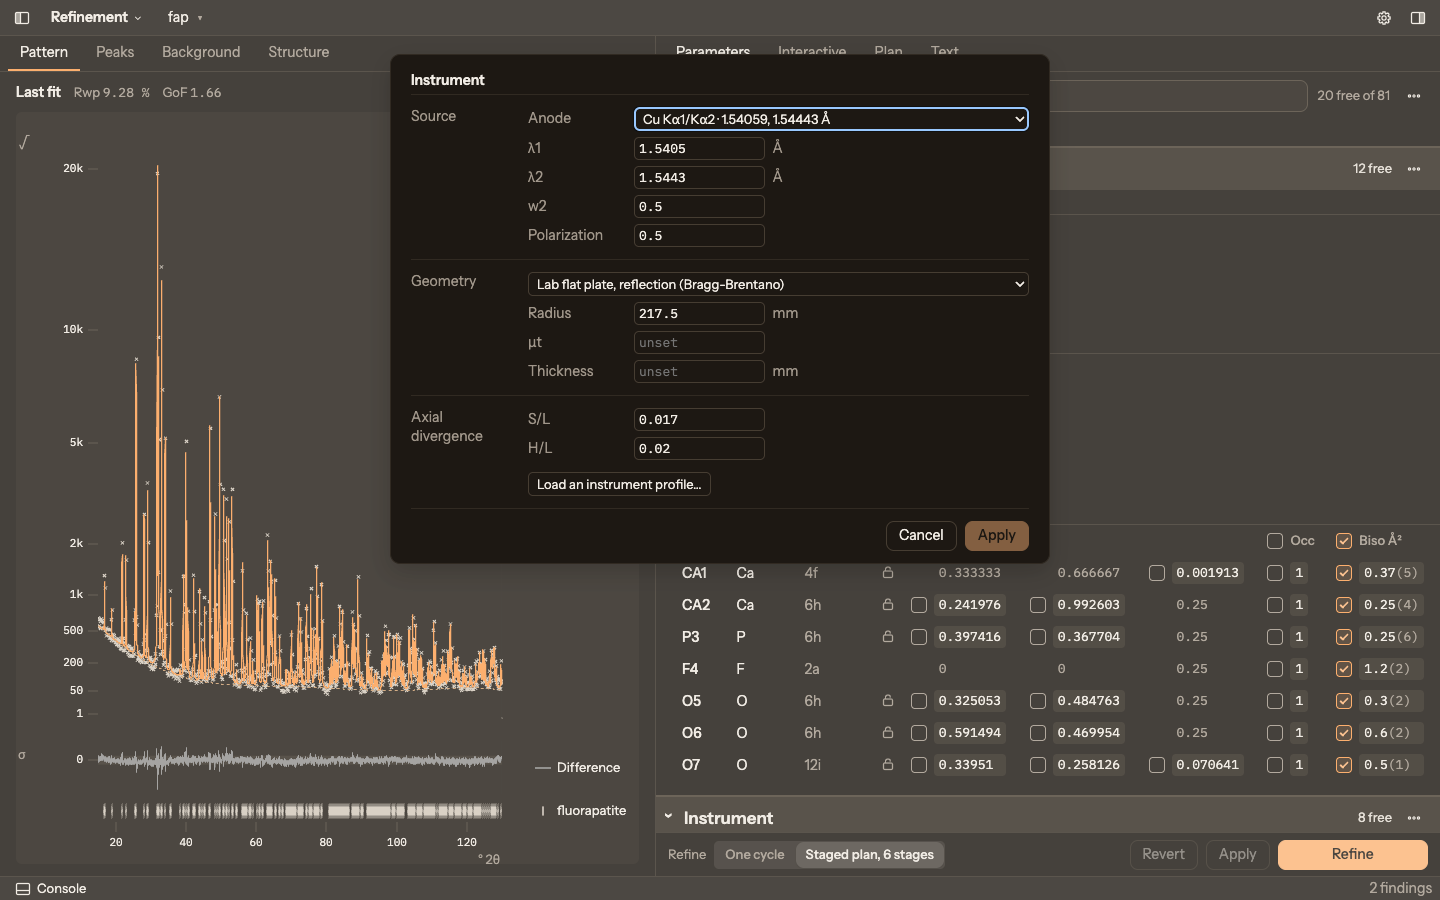 Refinement
fap
Pattern
Peaks
Background
Structure
Parameters
Interactive
Plan
Text
Last fit
Rwp 9.28 %
GoF 1.66
20 free of 81
Instrument
Source
Anode
Cu Kα1/Kα2 · 1.54059, 1.54443 Å
λ1
1.5405
Å
λ2
1.5443
Å
w2
0.5
Polarization
0.5
Geometry
Lab flat plate, reflection (Bragg-Brentano)
Radius
217.5
mm
μt
unset
Thickness
unset
mm
Axial divergence
S/L
0.017
H/L
0.02
Load an instrument profile...
Cancel
Apply
12 free
√
20k
10k
5k
2k
1k
500
200
50
1
σ
0
Difference
fluorapatite
20
40
60
80
100
120
°2θ
Occ
Biso Å²
CA1 Ca 4f 0.333333 0.666667 0.001913 1 0.37(5)
CA2 Ca 6h 0.241976 0.992603 0.25 1 0.25(4)
P3 P 6h 0.397416 0.367704 0.25 1 0.25(6)
F4 F 2a 0 0 0.25 1 1.2(2)
O5 O 6h 0.325053 0.484763 0.25 1 0.3(2)
O6 O 6h 0.591494 0.469954 0.25 1 0.6(2)
O7 O 12i 0.33951 0.258126 0.070641 1 0.5(1)
Instrument
8 free
Refine
One cycle
Staged plan, 6 stages
Revert
Apply
Refine
Console
2 findings